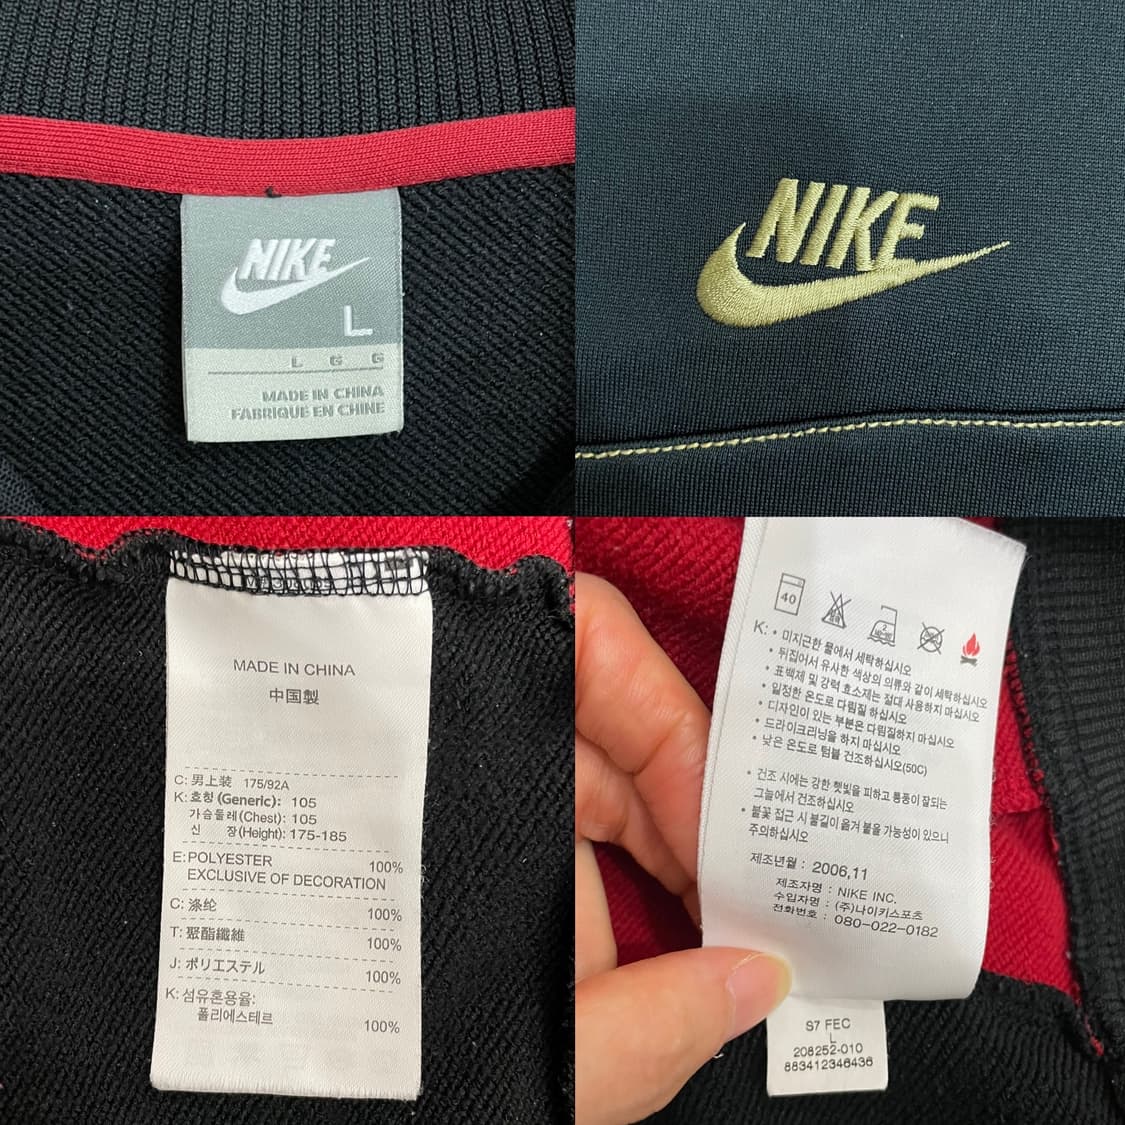 NIKE
L
L G G
MADE IN CHINA
FABRIQUÉ EN CHINE
NIKE
MADE IN CHINA
中国製
C: 男上装 175/92A
K: 호칭 (Generic): 105
가슴둘레(Chest): 105
신 장(Height): 175-185
E: POLYESTER 100%
EXCLUSIVE OF DECORATION
C: 涤纶 100%
T: 聚酯纖維 100%
J: ポリエステル 100%
K: 섬유혼용율:
폴리에스테르 100%
40
K: • 미지근한 물에서 세탁하십시오
• 뒤집어서 유사한 색상의 의류와 같이 세탁하십시오
• 표백제 및 강력 효소제는 절대 사용하지 마십시오
• 일정한 온도로 다림질 하십시오
• 디자인이 있는 부분은 다림질하지 마십시오
• 드라이크리닝을 하지 마십시오
• 낮은 온도로 텀블 건조하십시오(50C)
• 건조 시에는 강한 햇빛을 피하고 통풍이 잘되는
그늘에서 건조하십시오
• 불꽃 접근 시 불길이 옮겨 붙을 가능성이 있으니
주의하십시오
제조년월 : 2006,11
제조자명 : NIKE INC.
수입자명 : (주)나이키스포츠
전화번호 : 080-022-0182
S7 FEC
L
208252-010
883412346436